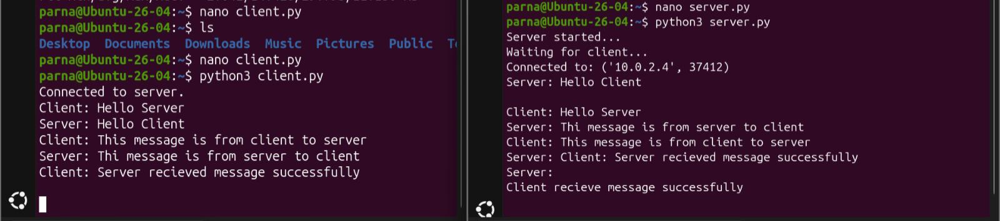 parna@Ubuntu-26-04:~$ nano client.py
parna@Ubuntu-26-04:~$ ls
Desktop Documents Downloads Music Pictures Public
parna@Ubuntu-26-04:~$ nano client.py
parna@Ubuntu-26-04:~$ python3 client.py
Connected to server.
Client: Hello Server
Server: Hello Client
Client: This message is from client to server
Server: Thi message is from server to client
Client: Server recieved message successfully
parna@Ubuntu-26-04:~$ nano server.py
parna@Ubuntu-26-04:~$ python3 server.py
Server started...
Waiting for client...
Connected to: ('10.0.2.4', 37412)
Server: Hello Client
Client: Hello Server
Server: Thi message is from server to client
Client: This message is from client to server
Server: Client: Server recieved message successfully
Server:
Client recieve message successfully